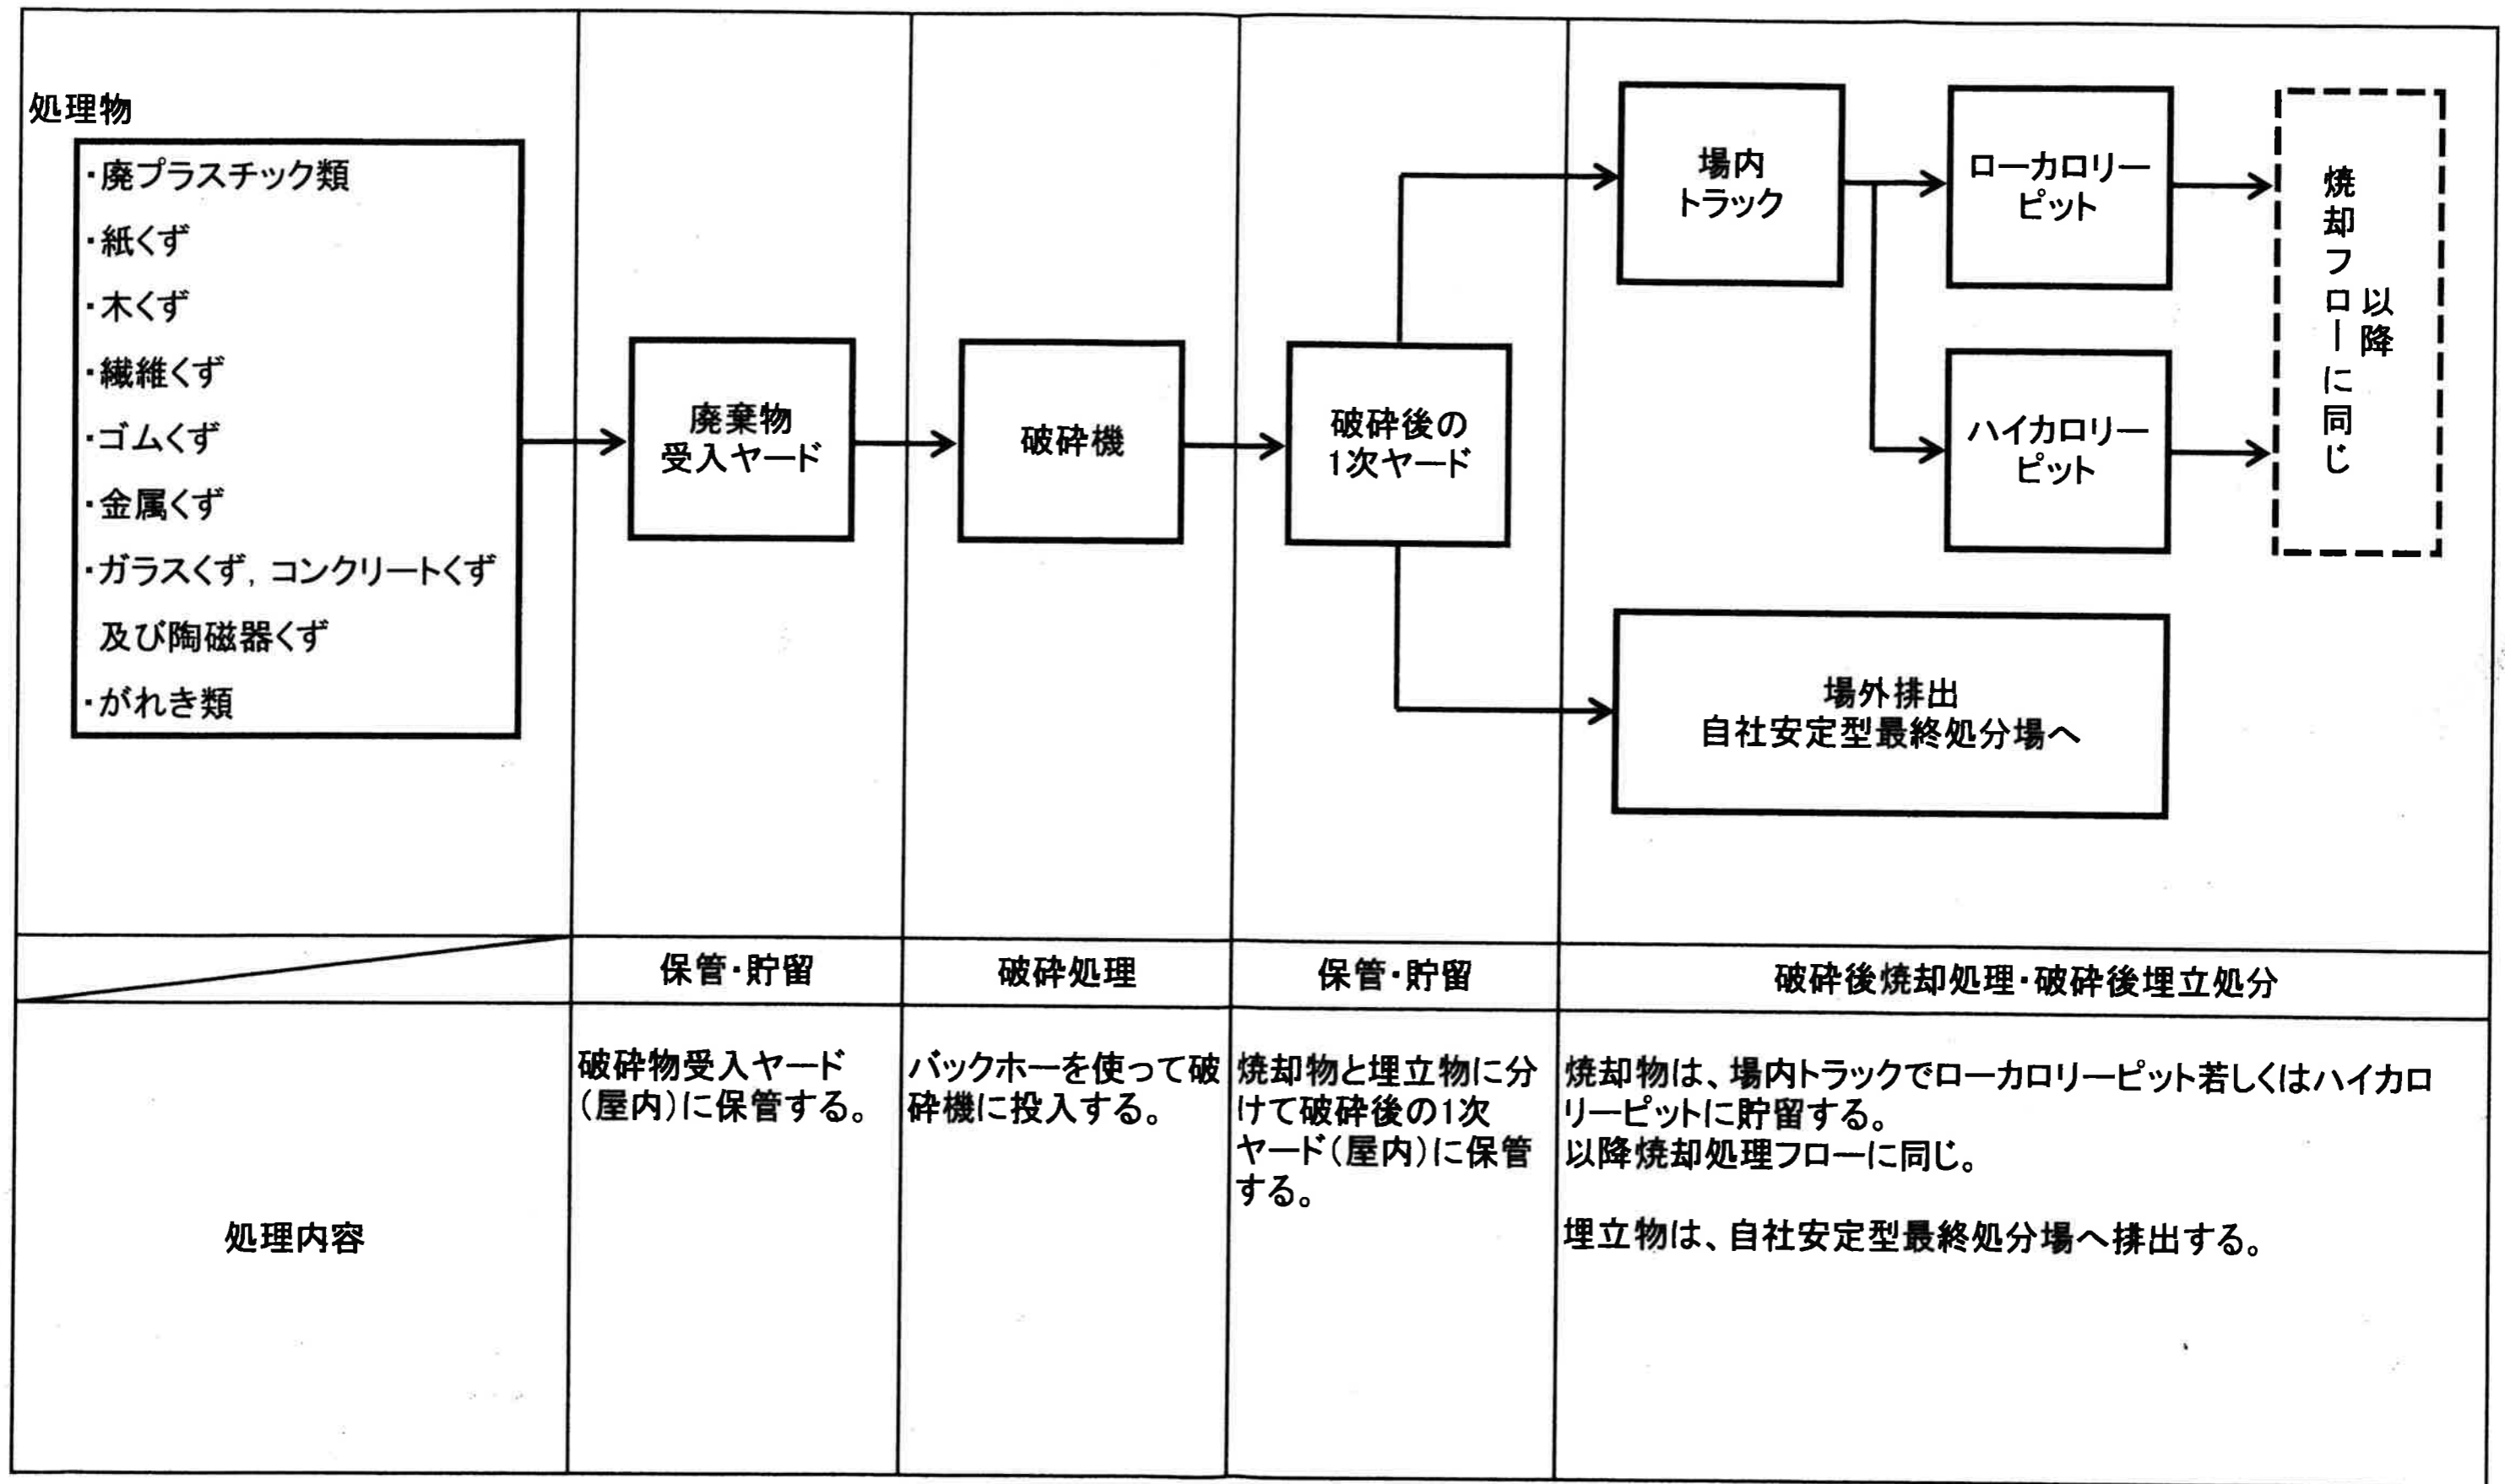 処理物
・廃プラスチック類
・紙くず
・木くず
・繊維くず
・ゴムくず
・金属くず
・ガラスくず，コンクリートくず
及び陶磁器くず
・がれき類
廃棄物
受入ヤード
破砕機
破砕後の
1次ヤード
場内
トラック
ローカロリー
ピット
ハイカロリー
ピット
以降
焼却フローに同じ
場外排出
自社安定型最終処分場へ
保管・貯留
破砕処理
保管・貯留
破砕後焼却処理・破砕後埋立処分
処理内容
破砕物受入ヤード
（屋内）に保管する。
バックホーを使って破
砕機に投入する。
焼却物と埋立物に分
けて破砕後の1次
ヤード（屋内）に保管
する。
焼却物は、場内トラックでローカロリーピット若しくはハイカロ
リーピットに貯留する。
以降焼却処理フローに同じ。
埋立物は、自社安定型最終処分場へ排出する。